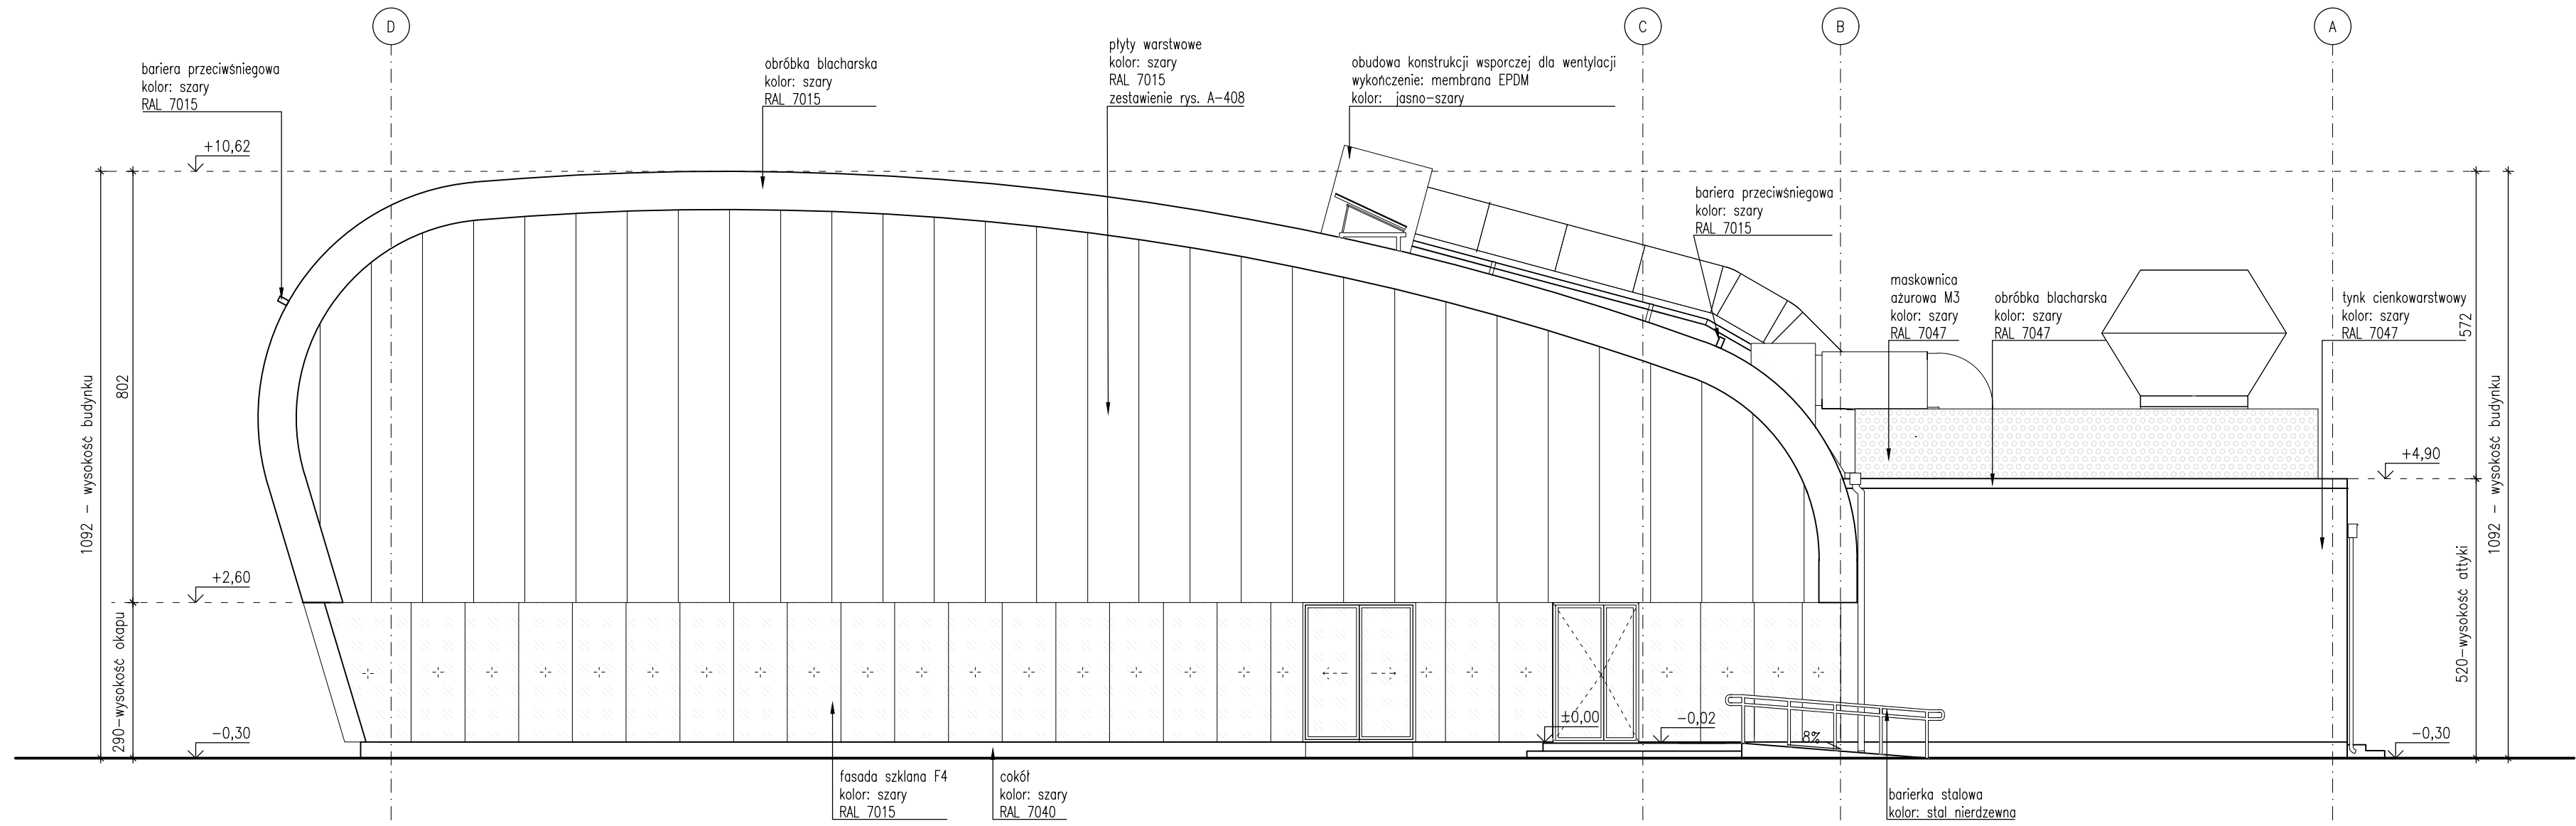 D
C
B
A
bariera przeciwśniegowa
kolor: szary
RAL 7015
obróbka blacharska
kolor: szary
RAL 7015
płyty warstwowe
kolor: szary
RAL 7015
zestawienie rys. A-408
obudowa konstrukcji wsporczej dla wentylacji
wykończenie: membrana EPDM
kolor: jasno-szary
bariera przeciwśniegowa
kolor: szary
RAL 7015
maskownica
ażurowa M3
kolor: szary
RAL 7047
obróbka blacharska
kolor: szary
RAL 7047
tynk cienkowarstwowy
kolor: szary
RAL 7047
+10,62
+2,60
-0,30
1092 - wysokość budynku
802
290-wysokość okapu
±0,00
-0,02
8%
+4,90
-0,30
572
520-wysokość attyki
1092 - wysokość budynku
fasada szklana F4
kolor: szary
RAL 7015
cokół
kolor: szary
RAL 7040
barierka stalowa
kolor: stal nierdzewna